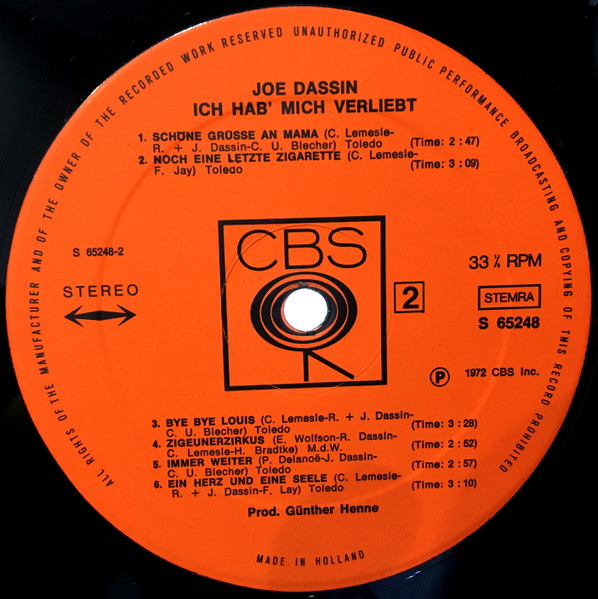 ALL RIGHTS OF THE MANUFACTURER AND OF THE OWNER OF THE RECORDED WORK RESERVED UNAUTHORIZED PUBLIC PERFORMANCE BROADCASTING AND COPYING OF THIS RECORD PROHIBITED
JOE DASSIN
ICH HAB' MICH VERLIEBT
1. SCHÖNE GRÜSSE AN MAMA (C. Lemesle-
R. + J. Dassin-C. U. Blecher) Toledo (Time: 2 : 47)
2. NOCH EINE LETZTE ZIGARETTE (C. Lemesle-
F. Jay) Toledo (Time: 3 : 09)
S 65248-2
STEREO
CBS
2
33 ⅓ RPM
STEMRA
S 65248
Ⓟ 1972 CBS Inc.
3. BYE BYE LOUIS (C. Lemesle-R. + J. Dassin-
C. U. Blecher) Toledo (Time: 3 : 28)
4. ZIGEUNERZIRKUS (E. Wolfson-R. Dassin-
C. Lemesle-H. Bradtke) M.d.W. (Time: 2 : 52)
5. IMMER WEITER (P. Delanoë-J. Dassin-
C. U. Blecher) Toledo (Time: 2 : 57)
6. EIN HERZ UND EINE SEELE (C. Lemesle-
R. + J. Dassin-F. Lay) Toledo (Time: 3 : 10)
Prod. Günther Henne
MADE IN HOLLAND